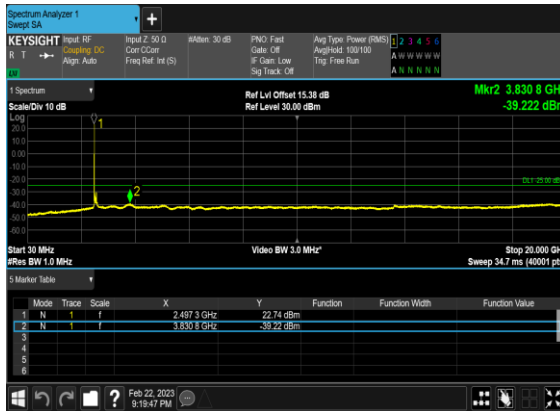 Spectrum Analyzer 1
Swept SA
+
KEYSIGHT
R T
Input: RF
Coupling: DC
Align: Auto
Input Z: 50 Ω
Corr CCorr
Freq Ref: Int (S)
#Atten: 30 dB
PNO: Fast
Gate: Off
IF Gain: Low
Sig Track: Off
Avg Type: Power (RMS)
Avg|Hold: 100/100
Trig: Free Run
1 2 3 4 5 6
A W W W W W
A N N N N N
1 Spectrum
Scale/Div 10 dB
Ref Lvl Offset 15.38 dB
Ref Level 30.00 dBm
Mkr2 3.830 8 GH
-39.222 dBr
Log
20.0
10.0
0.00
-10.0
-20.0
-30.0
-40.0
-50.0
-60.0
1
2
DL1 -25.00 dB
Start 30 MHz
#Res BW 1.0 MHz
Video BW 3.0 MHz*
Stop 20.000 GH
Sweep 34.7 ms (40001 pt
5 Marker Table
Mode Trace Scale X Y Function Function Width Function Value
1 N 1 f 2.497 3 GHz 22.74 dBm
2 N 1 f 3.830 8 GHz -39.22 dBm
3
4
5
6
?
Feb 22, 2023
9:19:47 PM